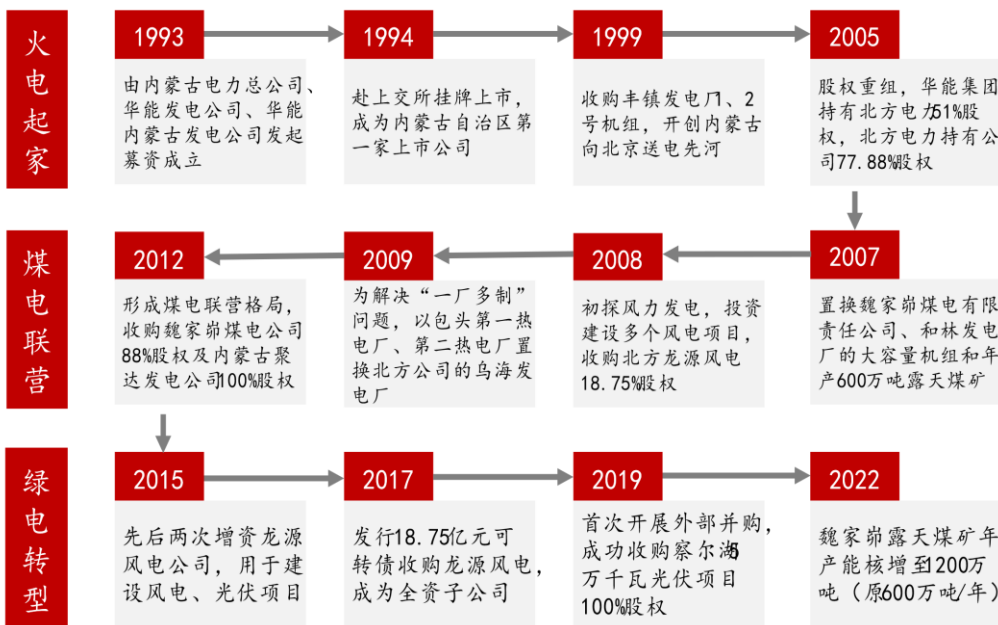 火电起家
1993
由内蒙古电力总公司、
华能发电公司、华能
内蒙古发电公司发起
募资成立
1994
赴上交所挂牌上市，
成为内蒙古自治区第
一家上市公司
1999
收购丰镇发电厂1、2
号机组，开创内蒙古
向北京送电先河
2005
股权重组，华能集团
持有北方电力51%股
权，北方电力持有公
司77.88%股权
煤电联营
2007
置换魏家峁煤电有限
责任公司、和林发电
厂的大容量机组和年
产600万吨露天煤矿
2008
初探风力发电，投资
建设多个风电项目，
收购北方龙源风电
18.75%股权
2009
为解决“一厂多制”
问题，以包头第一热
电厂、第二热电厂置
换北方公司的乌海发
电厂
2012
形成煤电联营格局，
收购魏家峁煤电公司
88%股权及内蒙古聚
达发电公司100%股权
绿电转型
2015
先后两次增资龙源
风电公司，用于建
设风电、光伏项目
2017
发行18.75亿元可
转债收购龙源风电，
成为全资子公司
2019
首次开展外部并购，
成功收购察尔湖5
万千瓦光伏项目
100%股权
2022
魏家峁露天煤矿年
产能核增至1200万
吨（原600万吨/年）